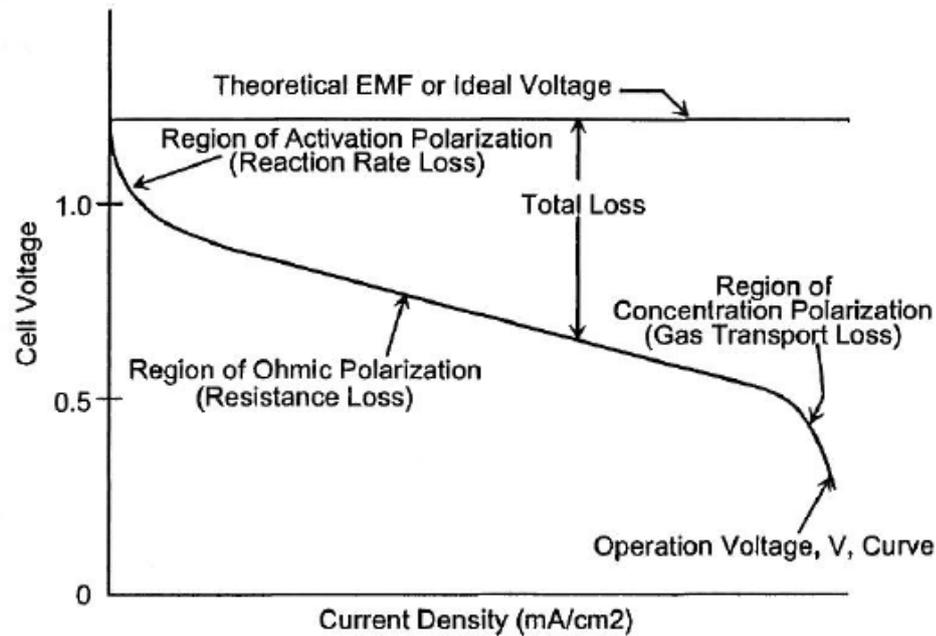 Theoretical EMF or Ideal Voltage
Region of Activation Polarization
(Reaction Rate Loss)
1.0
Total Loss
Cell Voltage
Region of
Concentration Polarization
(Gas Transport Loss)
Region of Ohmic Polarization
(Resistance Loss)
0.5
Operation Voltage, V, Curve
0
Current Density (mA/cm2)